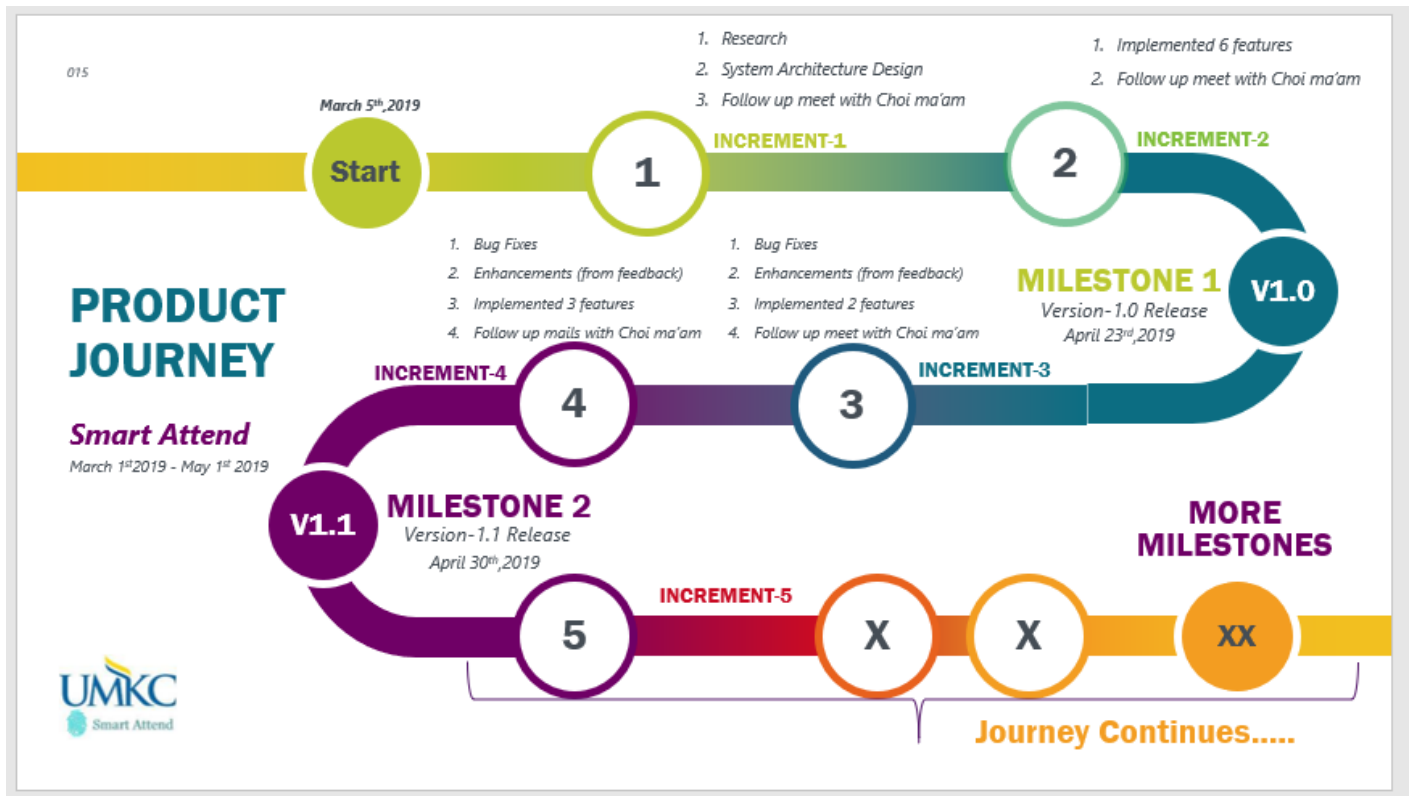 015
March 5th,2019
Start
1
INCREMENT-1
1. Research
2. System Architecture Design
3. Follow up meet with Choi ma'am
2
INCREMENT-2
1. Implemented 6 features
2. Follow up meet with Choi ma'am
PRODUCT
JOURNEY
Smart Attend
March 1st2019 - May 1st 2019
V1.0
MILESTONE 1
Version-1.0 Release
April 23rd,2019
3
INCREMENT-3
1. Bug Fixes
2. Enhancements (from feedback)
3. Implemented 2 features
4. Follow up meet with Choi ma'am
4
INCREMENT-4
1. Bug Fixes
2. Enhancements (from feedback)
3. Implemented 3 features
4. Follow up mails with Choi ma'am
V1.1
MILESTONE 2
Version-1.1 Release
April 30th,2019
5
INCREMENT-5
X
X
XX
MORE
MILESTONES
Journey Continues.....
UMKC
Smart Attend